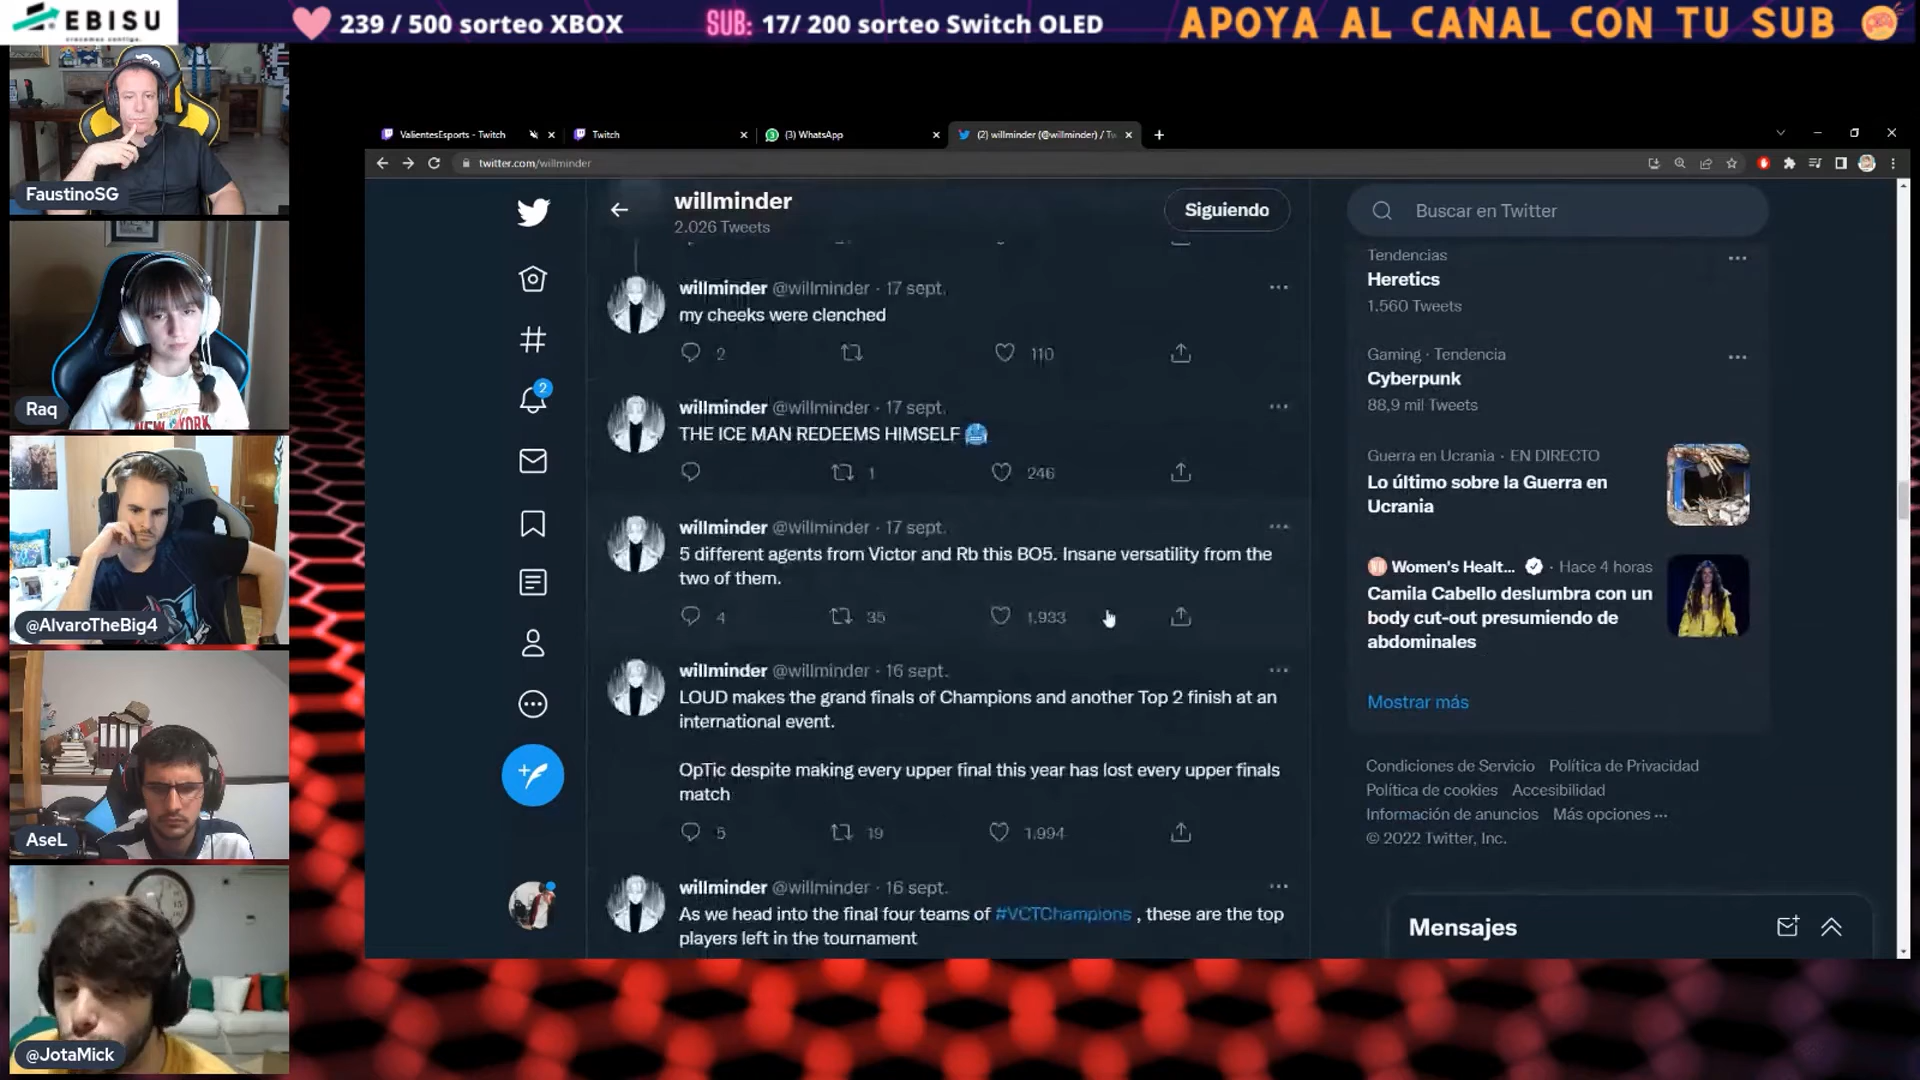 EBISU
crecemos contigo.
239 / 500 sorteo XBOX
SUB: 17/ 200 sorteo Switch OLED
APOYA AL CANAL CON TU SUB
FaustinoSG
Raq
NEW YORK
@AlvaroTheBig4
AseL
@JotaMick
ValientesEsports - Twitch
Twitch
(3) WhatsApp
(2) willminder (@willminder) / Tw
twitter.com/willminder
willminder
2.026 Tweets
Siguiendo
willminder @willminder · 17 sept.
my cheeks were clenched
2
110
willminder @willminder · 17 sept.
THE ICE MAN REDEEMS HIMSELF 🥶
1
246
willminder @willminder · 17 sept.
5 different agents from Victor and Rb this BO5. Insane versatility from the
two of them.
4
35
1.933
willminder @willminder · 16 sept.
LOUD makes the grand finals of Champions and another Top 2 finish at an
international event.
OpTic despite making every upper final this year has lost every upper finals
match
5
19
1.994
willminder @willminder · 16 sept.
As we head into the final four teams of #VCTChampions , these are the top
players left in the tournament
2
Buscar en Twitter
Tendencias
Heretics
1.560 Tweets
Gaming · Tendencia
Cyberpunk
88,9 mil Tweets
Guerra en Ucrania · EN DIRECTO
Lo último sobre la Guerra en
Ucrania
Women's Healt... · Hace 4 horas
Camila Cabello deslumbra con un
body cut-out presumiendo de
abdominales
Mostrar más
Condiciones de Servicio Política de Privacidad
Política de cookies Accesibilidad
Información de anuncios Más opciones ···
© 2022 Twitter, Inc.
Mensajes